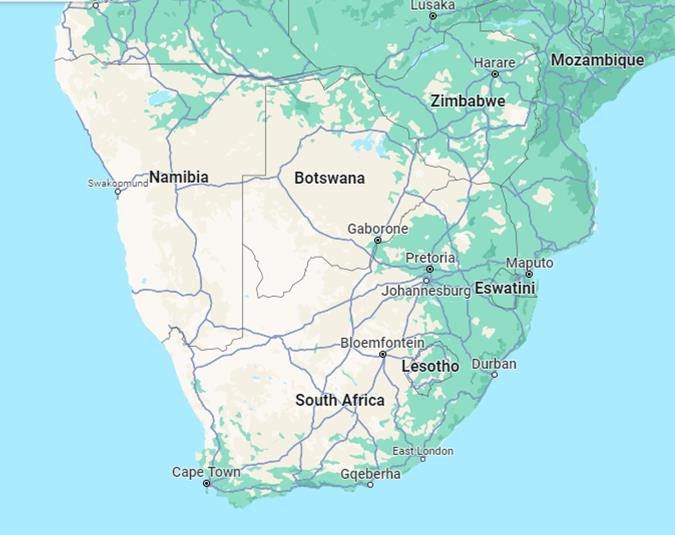 Lusaka
Harare
Mozambique
Zimbabwe
Swakopmund
Namibia
Botswana
Gaborone
Pretoria
Maputo
Johannesburg
Eswatini
Bloemfontein
Lesotho
Durban
South Africa
East London
Cape Town
Gqeberha